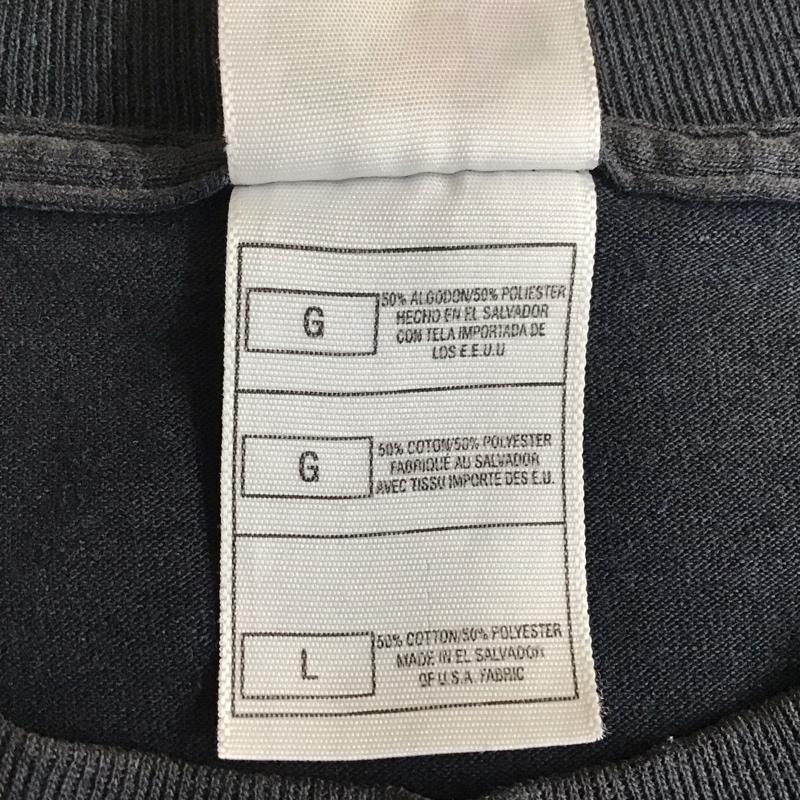 G
50% ALGODON/50% POLIESTER
HECHO EN EL SALVADOR
CON TELA IMPORTADA DE
LOS E.E.U.U
G
50% COTON/50% POLYESTER
FABRIQUE AU SALVADOR
AVEC TISSU IMPORTE DES E.U.
L
50% COTTON/50% POLYESTER
MADE IN EL SALVADOR
OF U.S.A. FABRIC